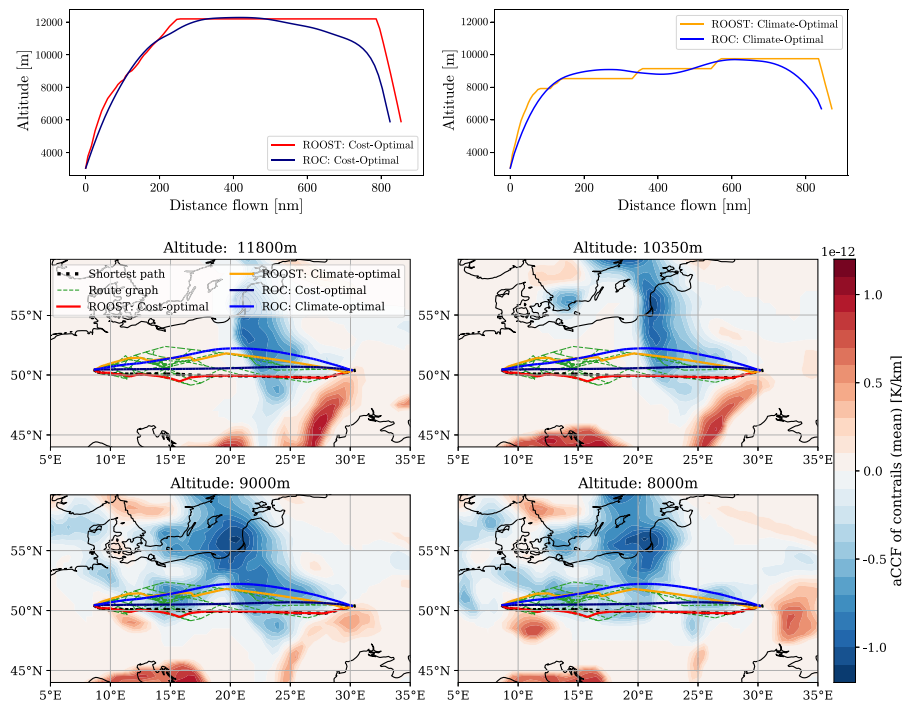 12000
10000
8000
6000
4000
Altitude [m]
0
200
400
600
800
Distance flown [nm]
ROOST: Cost-Optimal
ROC: Cost-Optimal
12000
10000
8000
6000
4000
Altitude [m]
0
200
400
600
800
Distance flown [nm]
ROOST: Climate-Optimal
ROC: Climate-Optimal
Altitude: 11800m
Shortest path
Route graph
ROOST: Cost-optimal
ROOST: Climate-optimal
ROC: Cost-optimal
ROC: Climate-optimal
55°N
50°N
45°N
5°E 10°E 15°E 20°E 25°E 30°E 35°E
Altitude: 10350m
55°N
50°N
45°N
5°E 10°E 15°E 20°E 25°E 30°E 35°E
Altitude: 9000m
55°N
50°N
45°N
5°E 10°E 15°E 20°E 25°E 30°E 35°E
Altitude: 8000m
55°N
50°N
45°N
5°E 10°E 15°E 20°E 25°E 30°E 35°E
1e-12
1.0
0.5
0.0
-0.5
-1.0
aCCF of contrails (mean) [K/km]